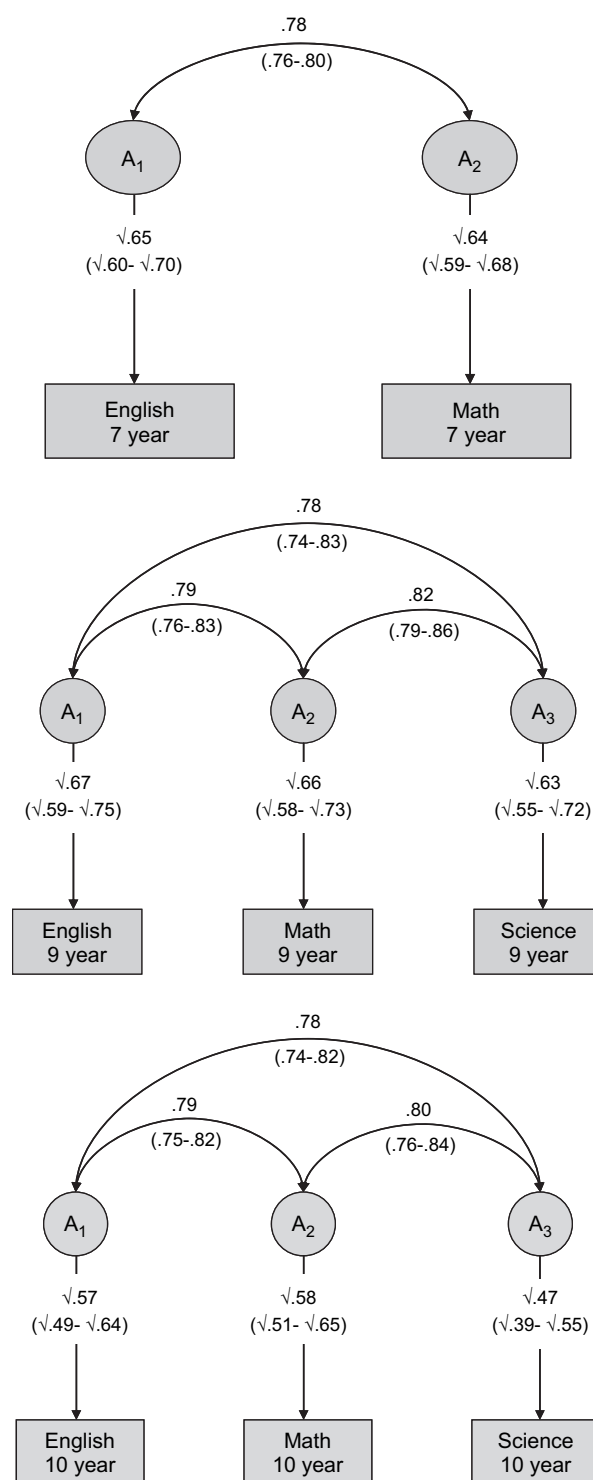 .78
(.76-.80)
A1 A2
√.65 √.64
(√.60- √.70) (√.59- √.68)
English Math
7 year 7 year
.78
(.74-.83)
.79 .82
(.76-.83) (.79-.86)
A1 A2 A3
√.67 √.66 √.63
(√.59- √.75) (√.58- √.73) (√.55- √.72)
English Math Science
9 year 9 year 9 year
.78
(.74-.82)
.79 .80
(.75-.82) (.76-.84)
A1 A2 A3
√.57 √.58 √.47
(√.49- √.64) (√.51- √.65) (√.39- √.55)
English Math Science
10 year 10 year 10 year